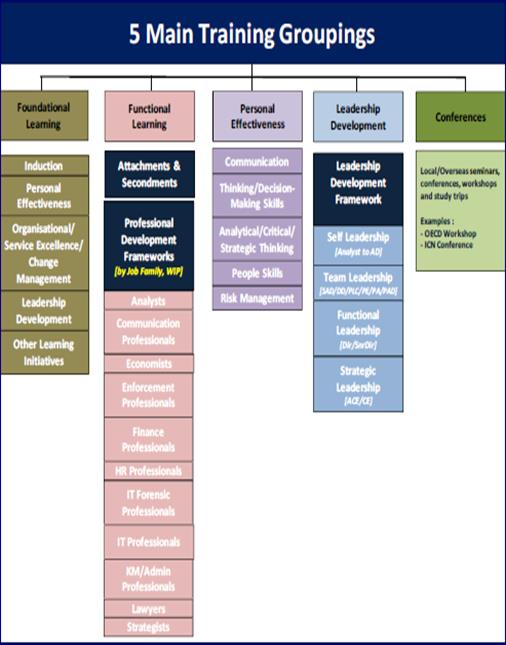 5 Main Training Groupings
Foundational
Learning
Induction
Personal
Effectiveness
Organisational/
Service Excellence/
Change
Management
Leadership
Development
Other Learning
Initiatives
Functional
Learning
Attachments &
Secondments
Professional
Development
Frameworks
[by Job Family, WIP]
Analysts
Communication
Professionals
Economists
Enforcement
Professionals
Finance
Professionals
HR Professionals
IT Forensic
Professionals
IT Professionals
KM/Admin
Professionals
Lawyers
Strategists
Personal
Effectiveness
Communication
Thinking/Decision-
Making Skills
Analytical/Critical/
Strategic Thinking
People Skills
Risk Management
Leadership
Development
Leadership
Development
Framework
Self Leadership
[Analyst to AD]
Team Leadership
[SAD/DD/PLC/PE/PA/PAD]
Functional
Leadership
[Dir/SnrDir]
Strategic
Leadership
[ACE/CE]
Conferences
Local/Overseas seminars,
conferences, workshops
and study trips
Examples :
- OECD Workshop
- ICN Conference